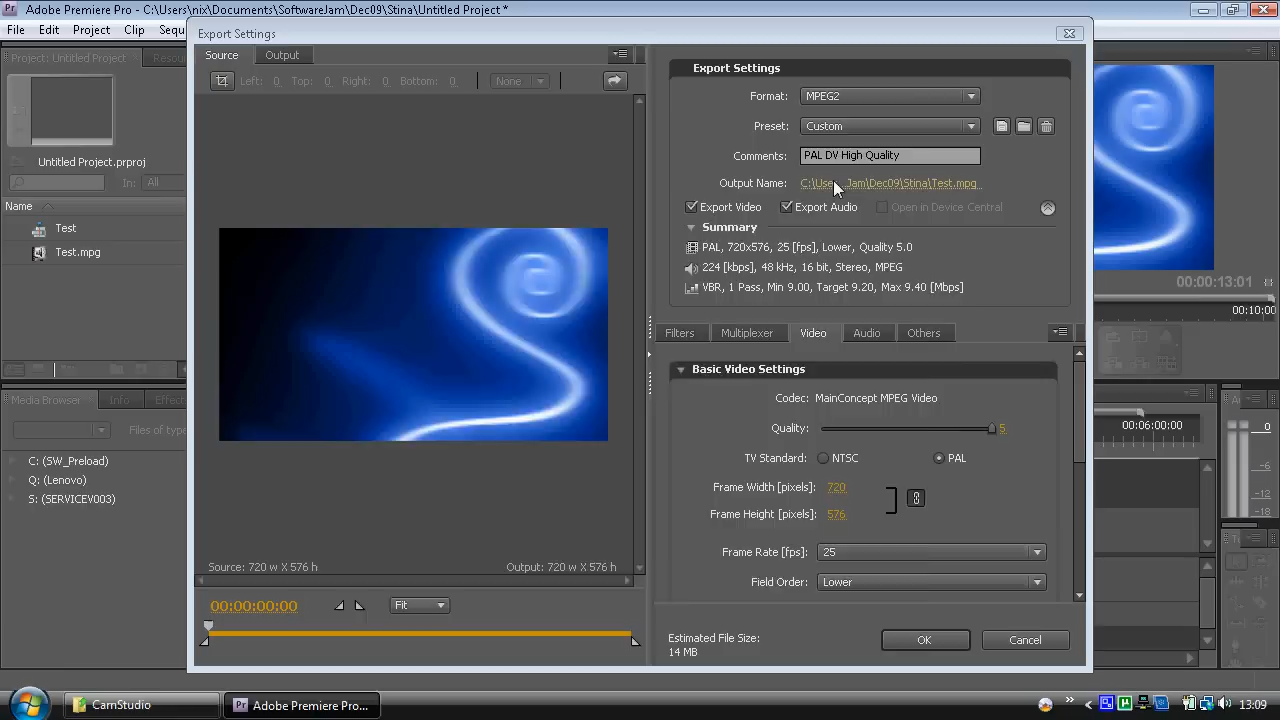 Adobe Premiere Pro - C:\Users\nix\Documents\SoftwareJam\Dec09\Stina\Untitled Project *
File Edit Project Clip Sequ
Export Settings
Project: Untitled Project
Resour
Source Output
Left: 0 Top: 0 Right: 0 Bottom: 0 None
Untitled Project.prproj
In: All
Name
Test
Test.mpg
Export Settings
Format: MPEG2
Preset: Custom
Comments: PAL DV High Quality
Output Name: C:\Use Jam\Dec09\Stina\Test.mpg
Export Video Export Audio Open in Device Central
Summary
PAL, 720x576, 25 [fps], Lower, Quality 5.0
224 [kbps], 48 kHz, 16 bit, Stereo, MPEG
VBR, 1 Pass, Min 9.00, Target 9.20, Max 9.40 [Mbps]
Filters Multiplexer Video Audio Others
Basic Video Settings
Codec: MainConcept MPEG Video
Quality: 5
TV Standard: NTSC PAL
Frame Width [pixels]: 720
Frame Height [pixels]: 576
Frame Rate [fps]: 25
Field Order: Lower
Source: 720 w X 576 h Output: 720 w X 576 h
00:00:00:00 Fit
Estimated File Size:
14 MB
OK Cancel
Media Browser Info Effect
Files of type
C: (SW_Preload)
Q: (Lenovo)
S: (SERVICEV003)
00:00:13:01
00:10:00
00:06:00:00
Au
0
-6
-12
-18
To
CamStudio
Adobe Premiere Pro...
13:09